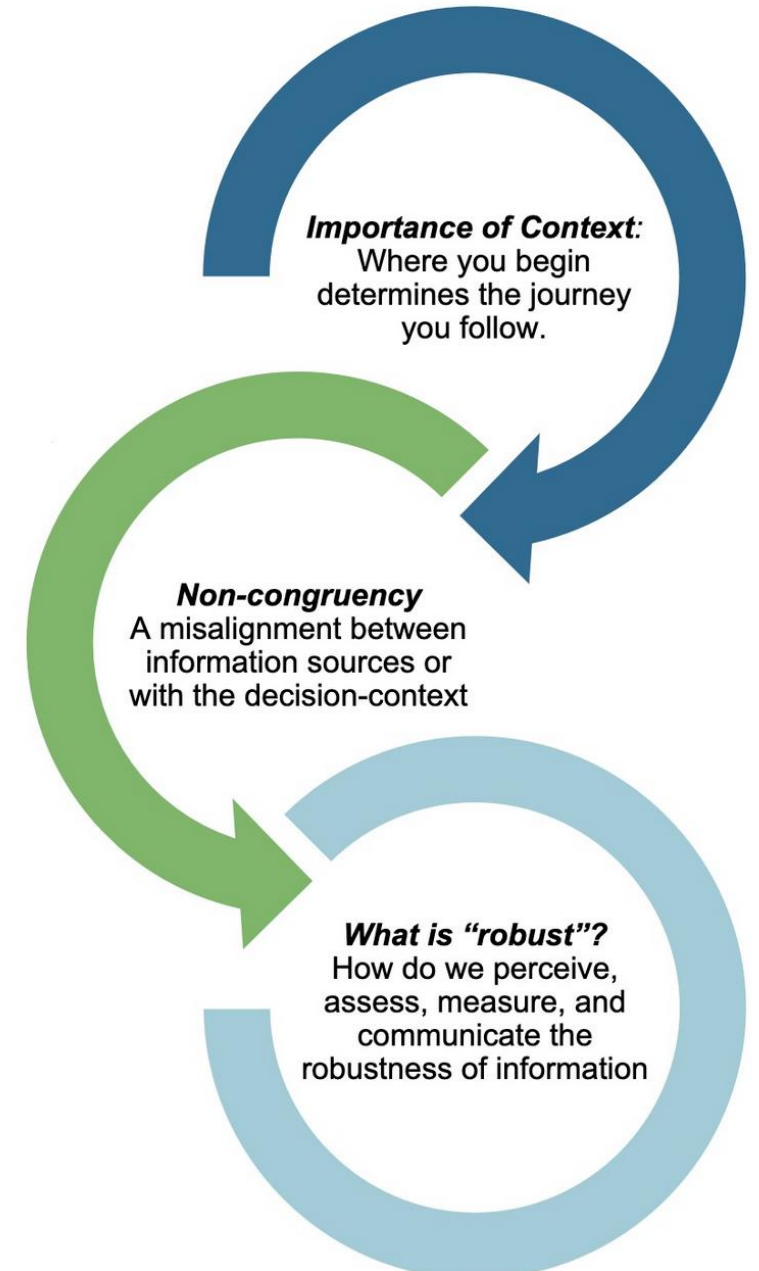 Importance of Context:
Where you begin
determines the journey
you follow.
Non-congruency
A misalignment between
information sources or
with the decision-context
What is “robust”?
How do we perceive,
assess, measure, and
communicate the
robustness of information